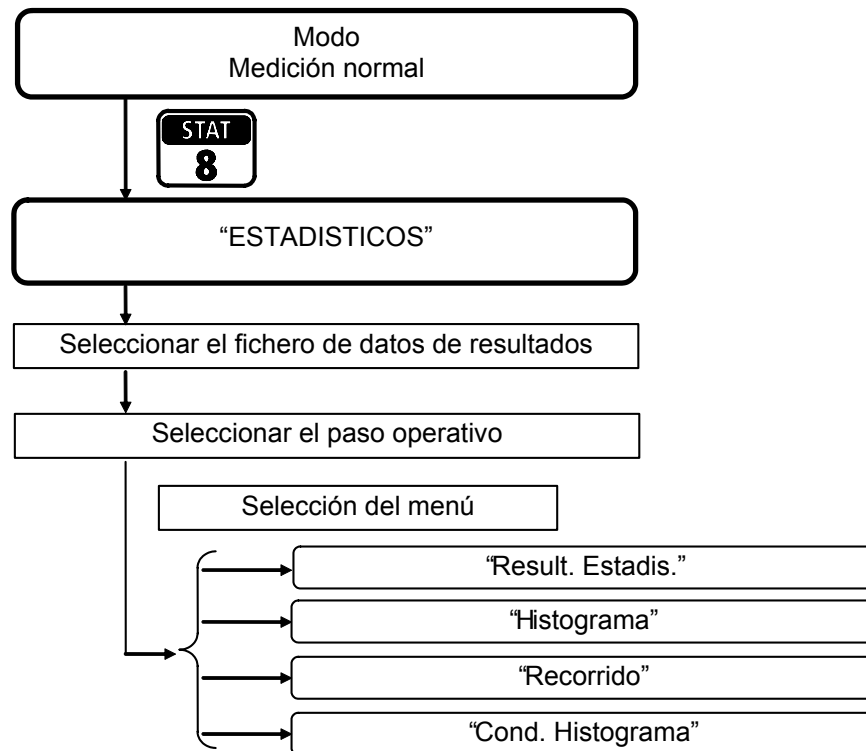 Modo
Medición normal
STAT
8
“ESTADISTICOS”
Seleccionar el fichero de datos de resultados
Seleccionar el paso operativo
Selección del menú
“Result. Estadis.”
“Histograma”
“Recorrido”
“Cond. Histograma”